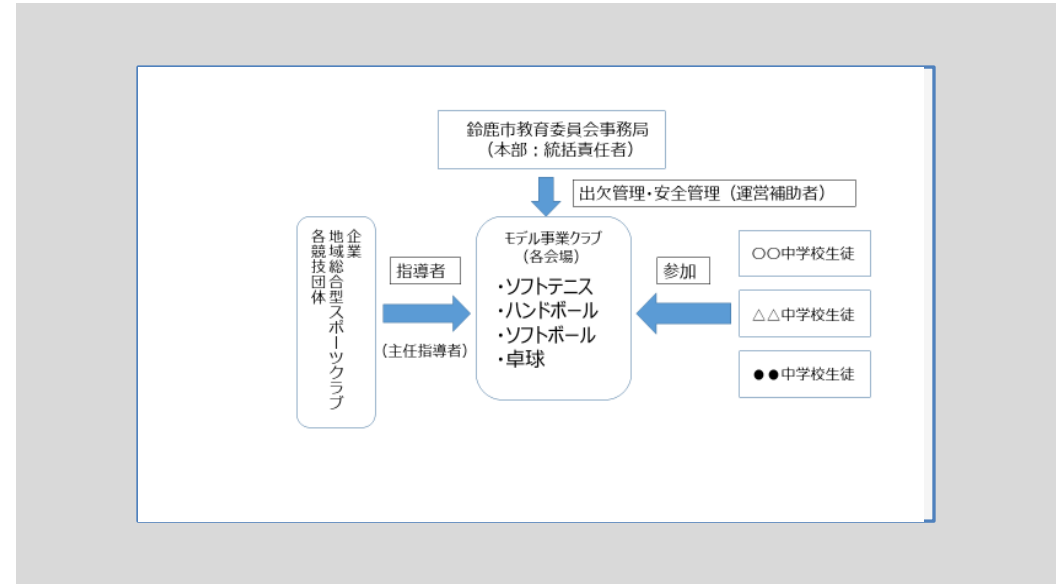 鈴鹿市教育委員会事務局
（本部：統括責任者）
出欠管理・安全管理（運営補助者）
企業
地域総合型スポーツクラブ
各競技団体
指導者
（主任指導者）
モデル事業クラブ
（各会場）
・ソフトテニス
・ハンドボール
・ソフトボール
・卓球
参加
〇〇中学校生徒
△△中学校生徒
●●中学校生徒